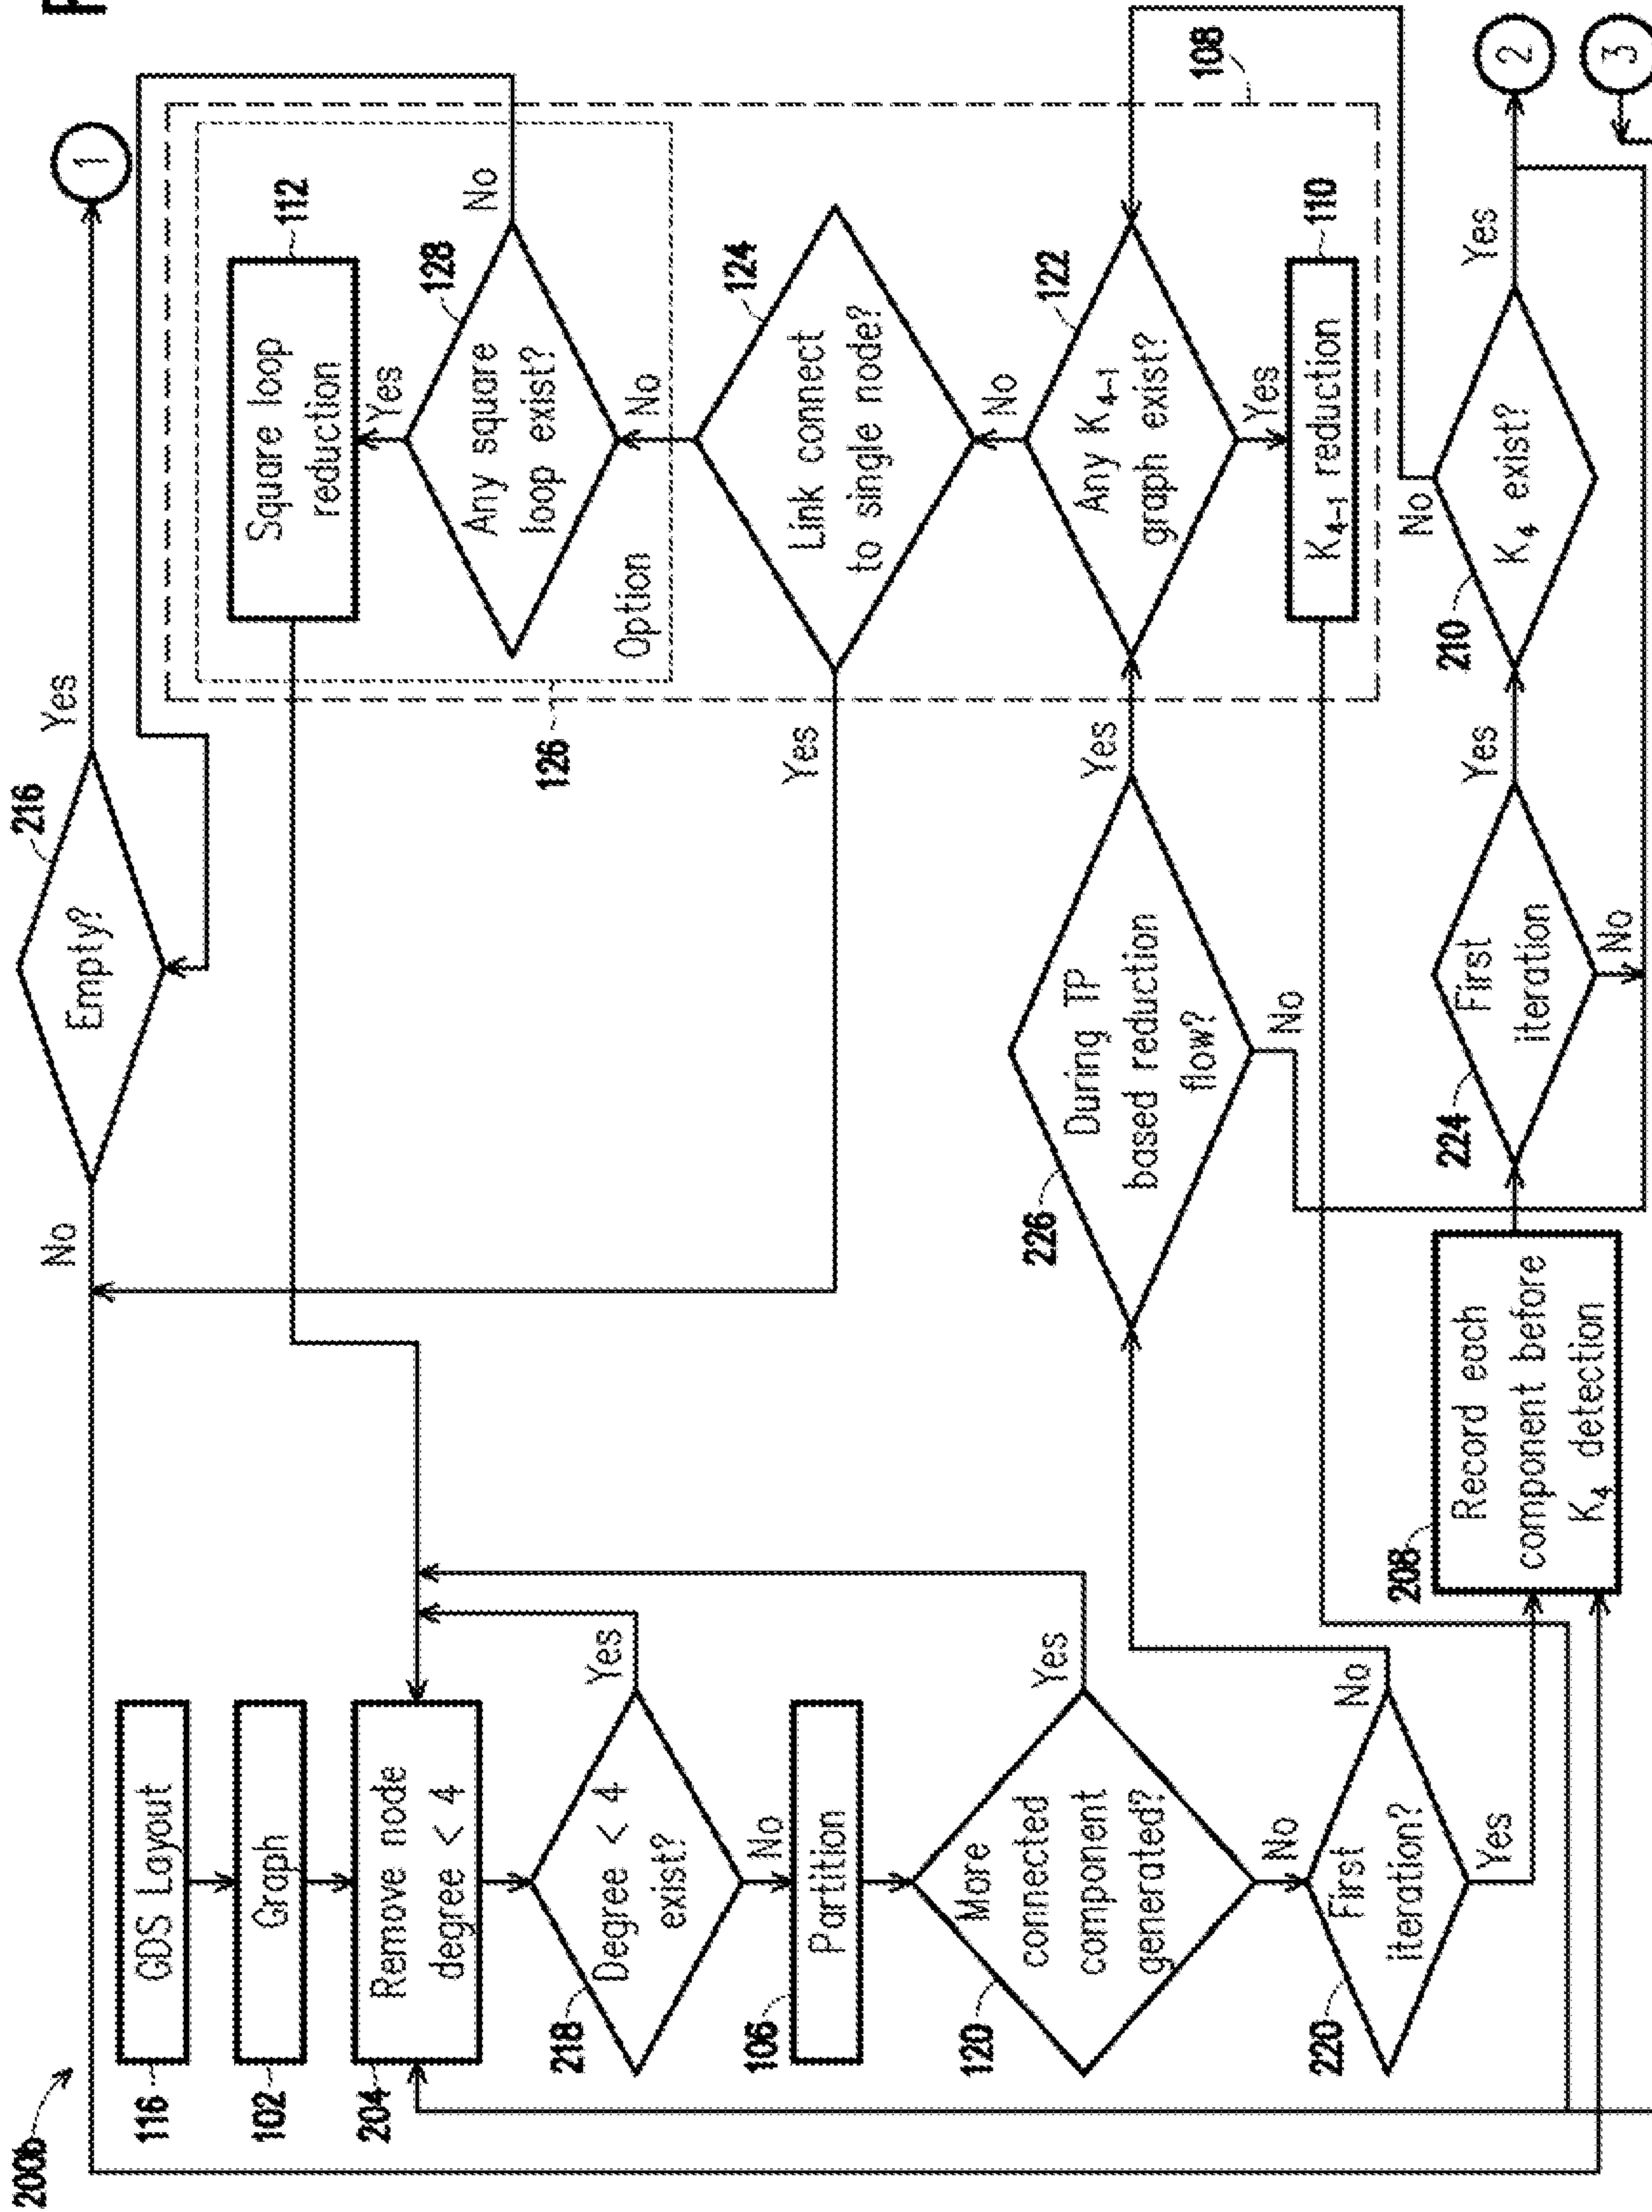 200b
116
GDS Layout
102
Graph
204
Remove node
degree < 4
218
Degree < 4
exist?
Yes
No
106
Partition
120
More
connected
component
generated?
Yes
No
220
First
iteration?
No
Yes
208
Record each
component before
K₄ detection
216
Empty?
No
Yes
1
226
During TP
based reduction
flow?
Yes
No
224
First
iteration
Yes
No
210
K₄ exist?
No
Yes
2
3
108
126
Option
112
Square loop
reduction
128
Any square
loop exist?
Yes
No
124
Link connect
to single node?
Yes
No
122
Any K₄₋₁
graph exist?
No
Yes
110
K₄₋₁ reduction